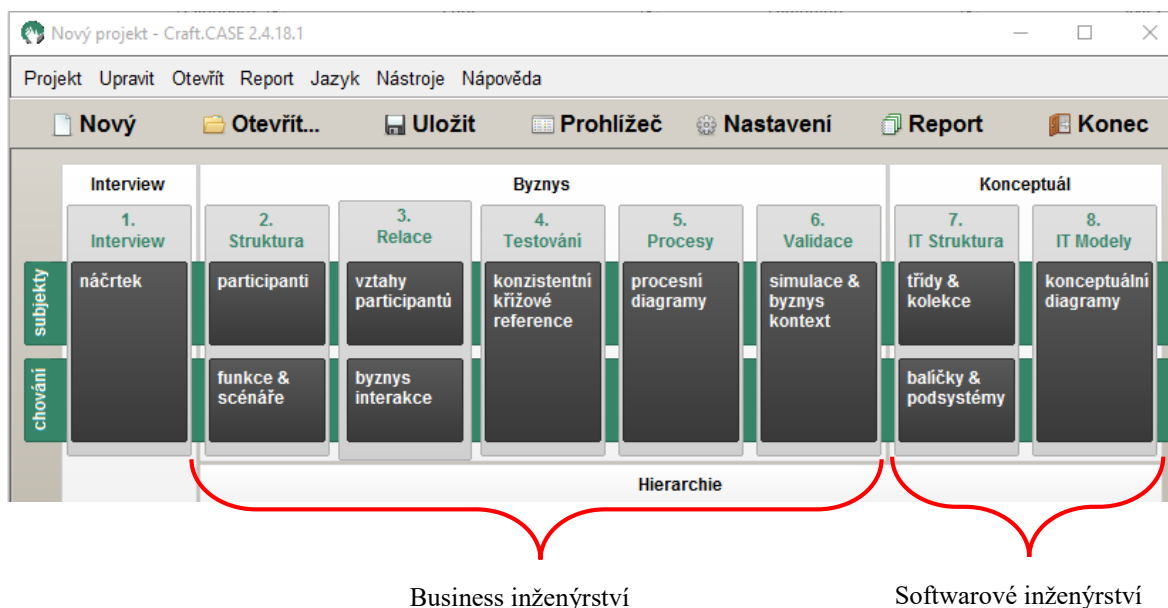 Nový projekt - Craft.CASE 2.4.18.1
Projekt Upravit Otevřít Report Jazyk Nástroje Nápověda
Nový Otevřít... Uložit Prohlížeč Nastavení Report Konec
Interview Byznys Konceptuál
1. 2. 3. 4. 5. 6. 7. 8.
Interview Struktura Relace Testování Procesy Validace IT Struktura IT Modely
subjekty
náčrtek
participanti
vztahy
participantů
konzistentní
křížové
reference
procesní
diagramy
simulace &
byznys
kontext
třídy &
kolekce
konceptuální
diagramy
chování
funkce &
scénáře
byznys
interakce
balíčky &
podsystémy
Hierarchie
Business inženýrství
Softwarové inženýrství